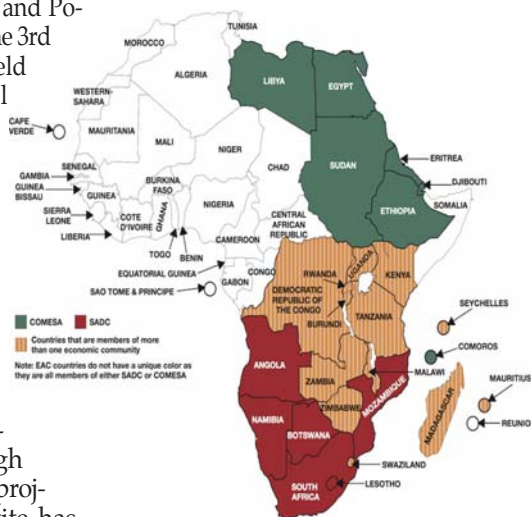 and Po-
ne 3rd
eld
l
TUNISIA
MOROCCO
ALGERIA
LIBYA
EGYPT
WESTERN-
SAHARA
CAPE
VERDE
MAURITANIA
MALI
NIGER
CHAD
SUDAN
ERITREA
DJIBOUTI
SENEGAL
GAMBIA
GUINEA
BISSAU
GUINEA
BURKINA
FASO
NIGERIA
ETHIOPIA
SOMALIA
SIERRA
LEONE
COTE
D'IVOIRE
GHANA
LIBERIA
TOGO
BENIN
CAMEROON
CENTRAL
AFRICAN
REPUBLIC
EQUATORIAL GUINEA
GABON
CONGO
RWANDA
UGANDA
KENYA
SAO TOME & PRINCIPE
DEMOCRATIC
REPUBLIC OF
THE CONGO
BURUNDI
TANZANIA
SEYCHELLES
COMESA
SADC
Countries that are members of more
than one economic community
Note: EAC countries do not have a unique color as
they are all members of either SADC or COMESA
COMOROS
ANGOLA
ZAMBIA
MALAWI
MOZAMBIQUE
MAURITIUS
ZIMBABWE
MADAGASCAR
NAMIBIA
BOTSWANA
REUNIO
SWAZILAND
LESOTHO
SOUTH
AFRICA
-
gh
proj-
ite has